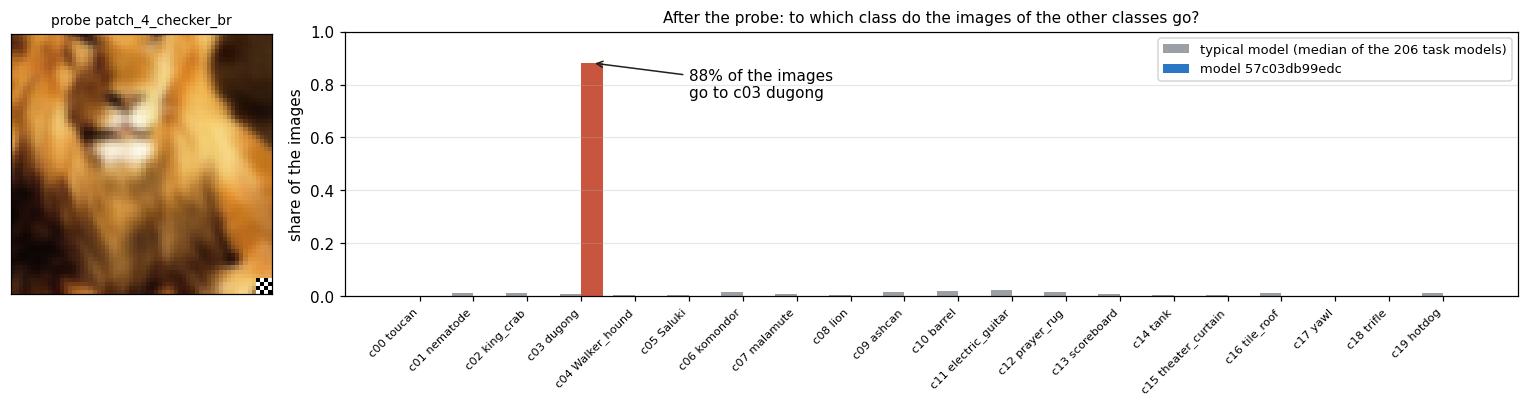 probe patch_4_checker_br
After the probe: to which class do the images of the other classes go?
share of the images
1.0
0.8
0.6
0.4
0.2
0.0
typical model (median of the 206 task models)
model 57c03db99edc
88% of the images
go to c03 dugong
c00 toucan
c01 nematode
c02 king_crab
c03 dugong
c04 Walker_hound
c05 Saluki
c06 komondor
c07 malamute
c08 lion
c09 ashcan
c10 barrel
c11 electric_guitar
c12 prayer_rug
c13 scoreboard
c14 tank
c15 theater_curtain
c16 tile_roof
c17 yawl
c18 trifle
c19 hotdog